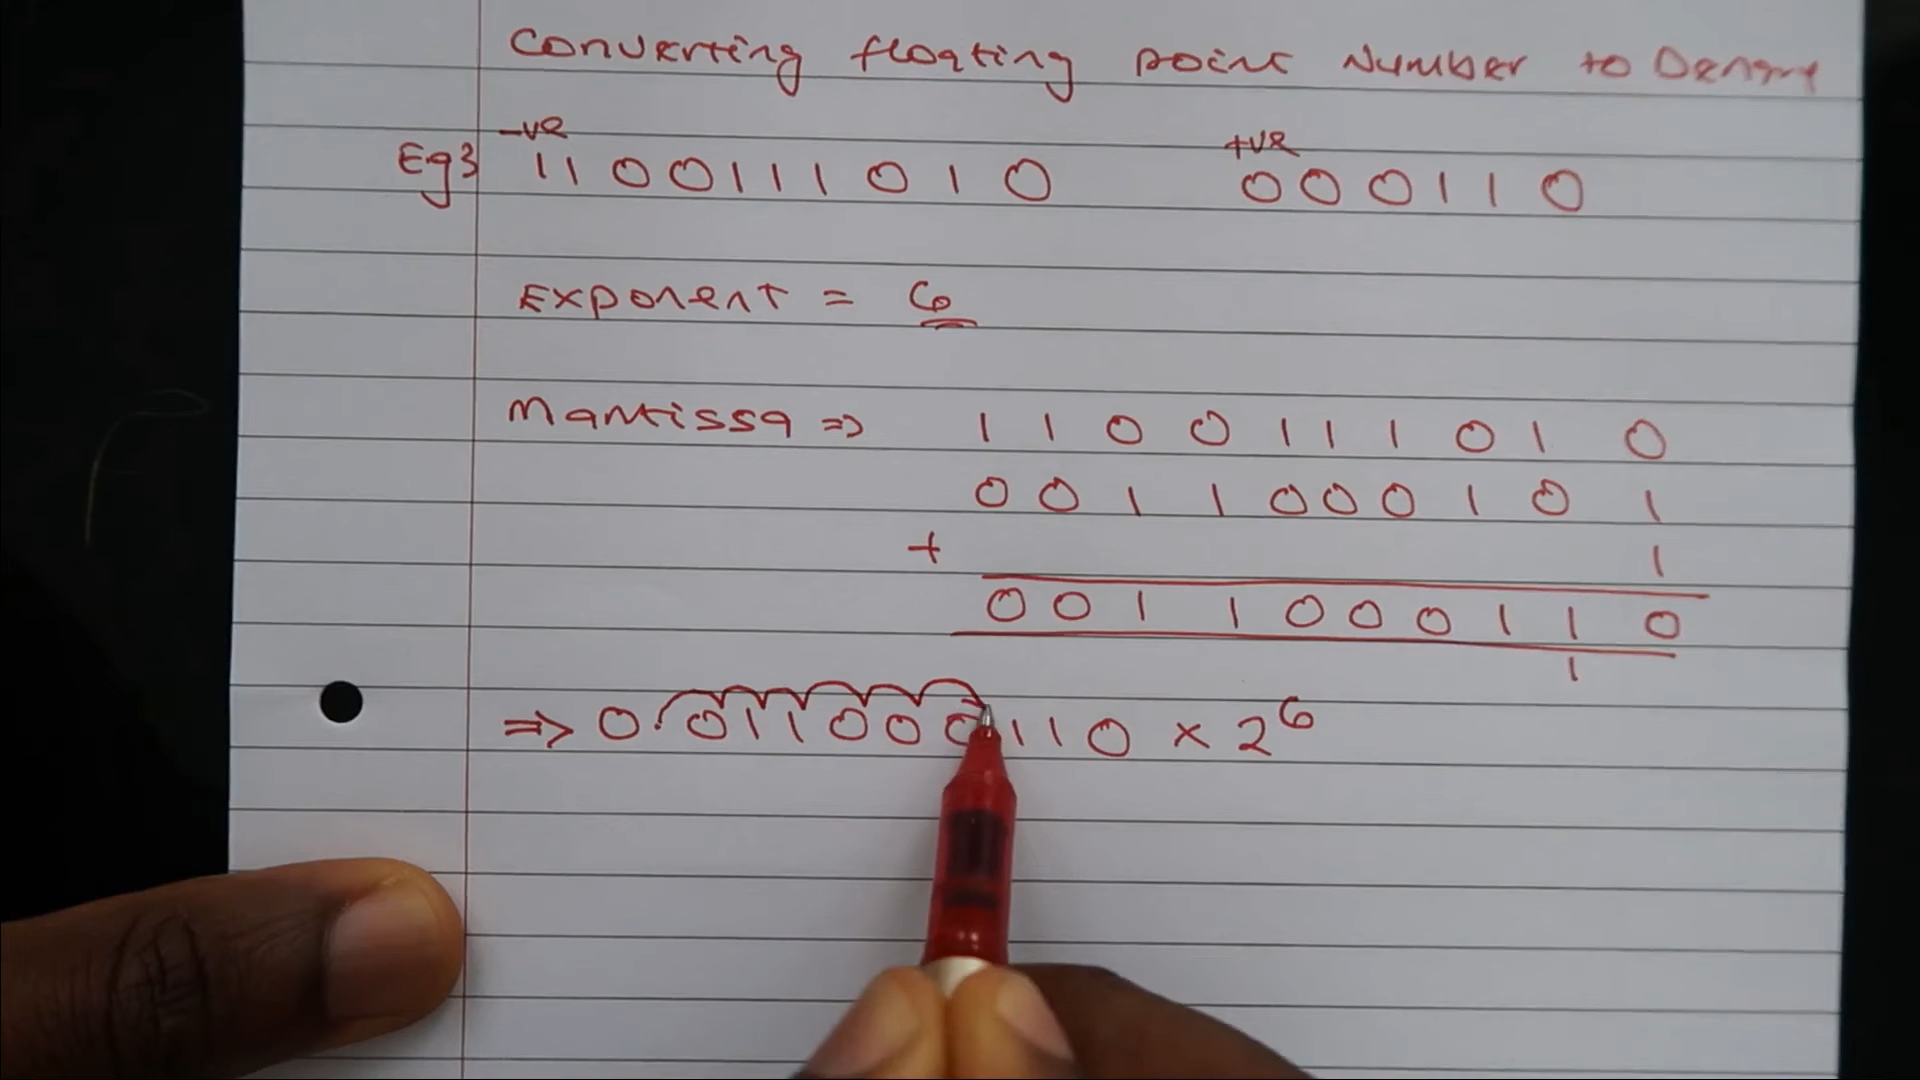 Converting floating point Number to Denary
-ve +ve
Eg3 1100111010 000110
Exponent = 6
Mantissa => 1100111010
0011000101
+ 1
0011000110
1
=> 0.011000110 x 2^6